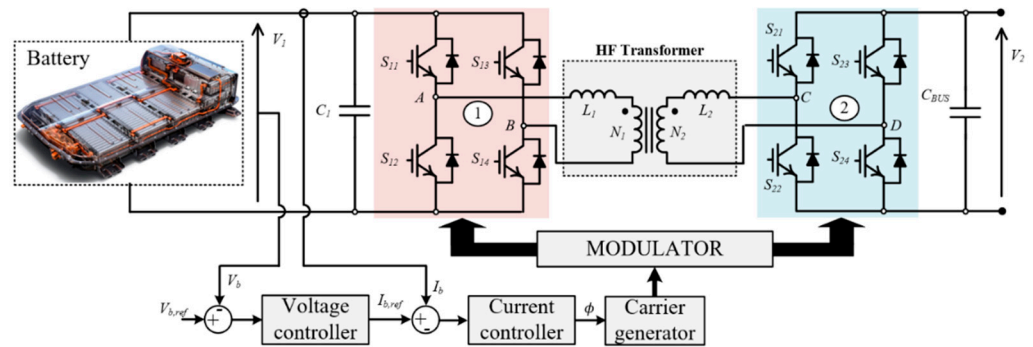 Battery
V1
C1
S11
S13
A
1
B
S12
S14
HF Transformer
L1
N1
N2
L2
S21
S23
C
2
D
S22
S24
CBUS
V2
MODULATOR
Vb
Ib
Vb,ref
+
-
Voltage
controller
Ib,ref
+
-
Current
controller
ϕ
Carrier
generator